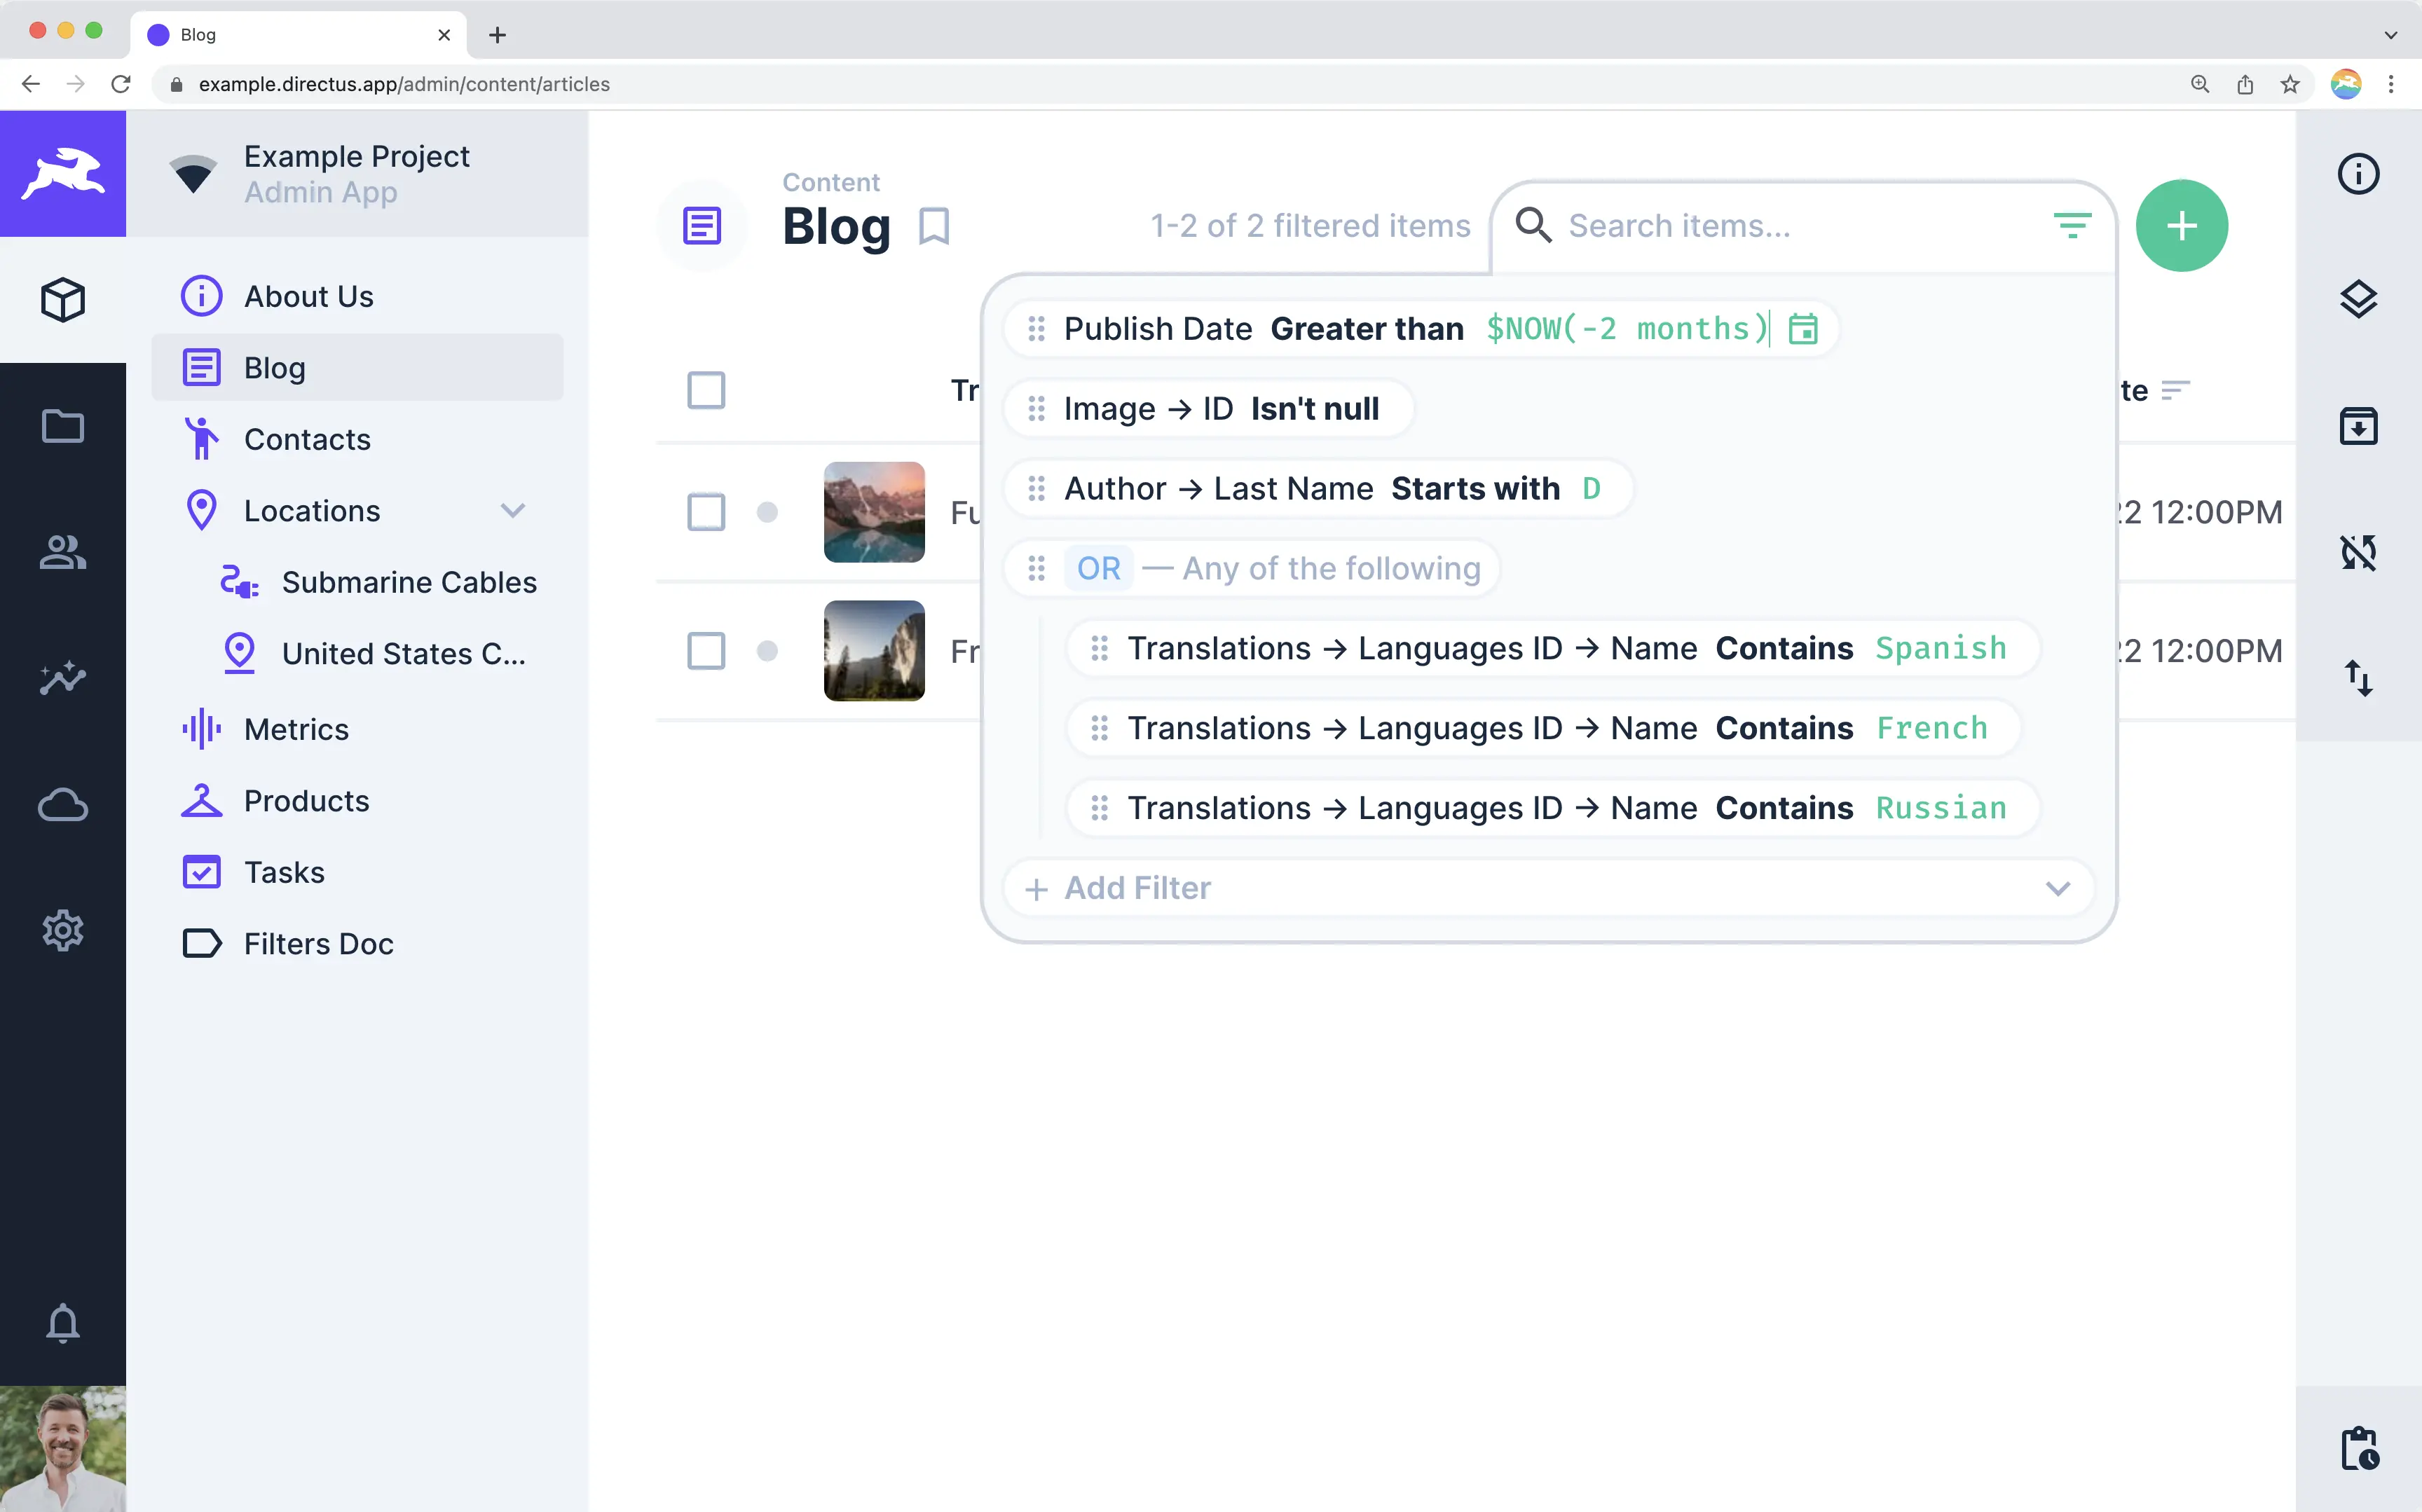 Blog
example.directus.app/admin/content/articles
Example Project
Admin App
About Us
Blog
Contacts
Locations
Submarine Cables
United States C...
Metrics
Products
Tasks
Filters Doc
Content
Blog
1-2 of 2 filtered items
Search items...
Publish Date Greater than $NOW(-2 months)
Image → ID Isn't null
Author → Last Name Starts with D
OR — Any of the following
Translations → Languages ID → Name Contains Spanish
Translations → Languages ID → Name Contains French
Translations → Languages ID → Name Contains Russian
Add Filter
Tr
te
Fu
22 12:00PM
Fr
22 12:00PM